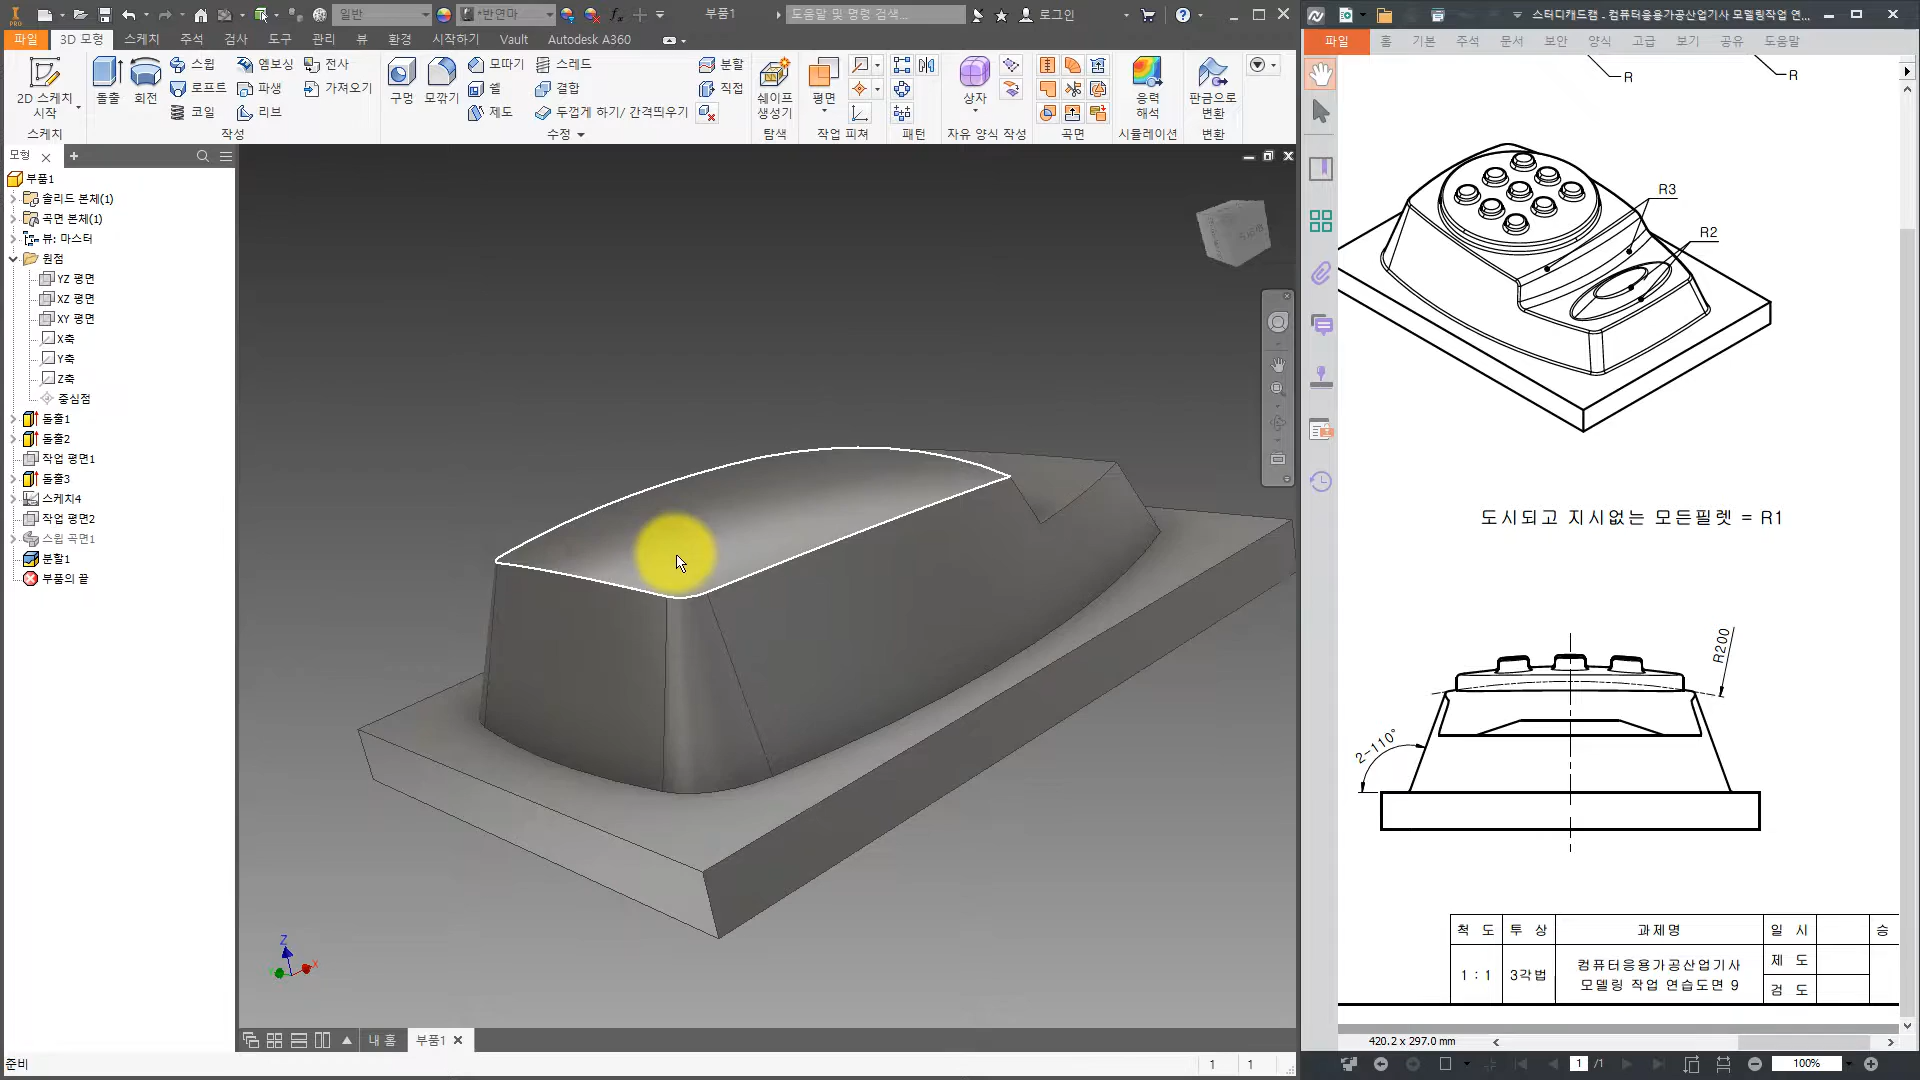 PRO
일반
*반연마
부품1
도움말 및 명령 검색...
로그인
파일
3D 모형
스케치
주석
검사
도구
관리
뷰
환경
시작하기
Vault
Autodesk A360
2D 스케치
시작
스케치
돌출
회전
스윕
로프트
코일
엠보싱
파생
리브
전사
가져오기
작성
구멍
모깎기
모따기
쉘
제도
스레드
결합
두껍게 하기/ 간격띄우기
분할
직접
수정
쉐이프
생성기
탐색
평면
작업 피쳐
패턴
상자
자유 양식 작성
곡면
응력
해석
시뮬레이션
판금으로
변환
변환
모형
부품1
솔리드 본체(1)
곡면 본체(1)
뷰: 마스터
원점
YZ 평면
XZ 평면
XY 평면
X축
Y축
Z축
중심점
돌출1
돌출2
작업 평면1
돌출3
스케치4
작업 평면2
스윕 곡면1
분할1
부품의 끝
Z
X
내 홈
부품1
준비
1
1
스터디캐드캠 - 컴퓨터응용가공산업기사 모델링작업 연...
파일
홈
기본
주석
문서
보안
양식
고급
보기
공유
도움말
R
R
R3
R2
도시되고 지시없는 모든필렛 = R1
R200
2-110°
척 도
투 상
과제명
일 시
승
1 : 1
3각법
컴퓨터응용가공산업기사
모델링 작업 연습도면 9
제 도
검 도
420.2 x 297.0 mm
1
/1
100%